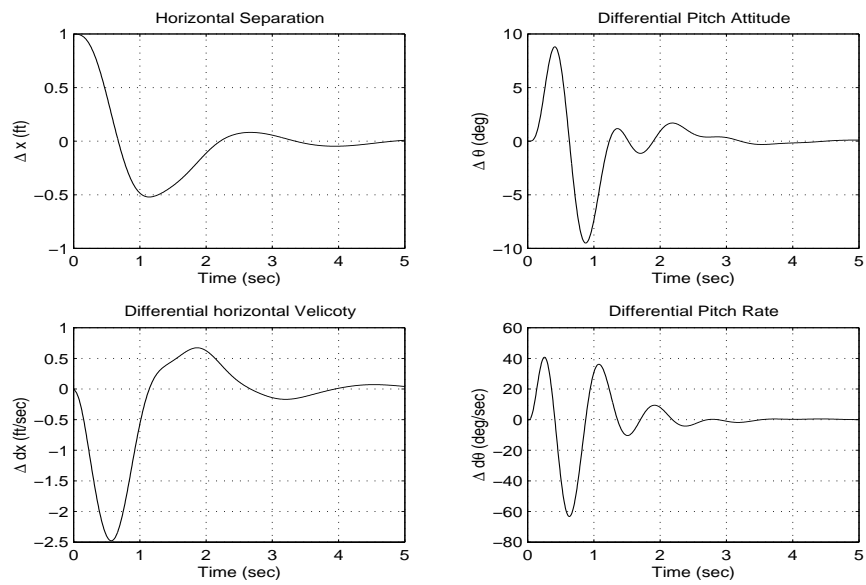 Horizontal Separation
1
0.5
0
−0.5
−1
0 1 2 3 4 5
Time (sec)
Δ x (ft)
Differential Pitch Attitude
10
5
0
−5
−10
0 1 2 3 4 5
Time (sec)
Δ θ (deg)
Differential horizontal Velicoty
1
0.5
0
−0.5
−1
−1.5
−2
−2.5
0 1 2 3 4 5
Time (sec)
Δ dx (ft/sec)
Differential Pitch Rate
60
40
20
0
−20
−40
−60
−80
0 1 2 3 4 5
Time (sec)
Δ dθ (deg/sec)